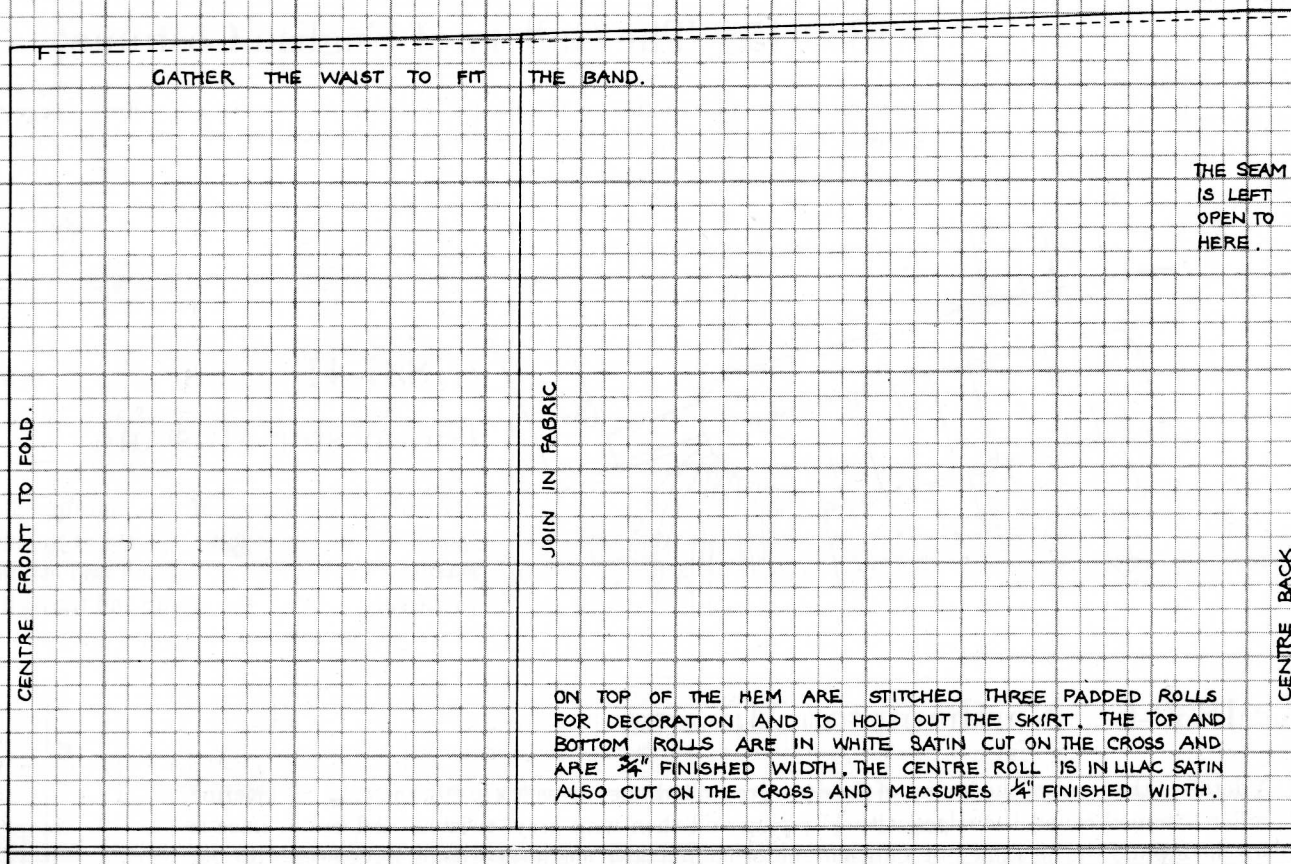 GATHER THE WAIST TO FIT THE BAND.
THE SEAM
IS LEFT
OPEN TO
HERE.
CENTRE FRONT TO FOLD.
JOIN IN FABRIC
CENTRE BACK
ON TOP OF THE HEM ARE STITCHED THREE PADDED ROLLS
FOR DECORATION AND TO HOLD OUT THE SKIRT. THE TOP AND
BOTTOM ROLLS ARE IN WHITE SATIN CUT ON THE CROSS AND
ARE 3/4" FINISHED WIDTH. THE CENTRE ROLL IS IN LILAC SATIN
ALSO CUT ON THE CROSS AND MEASURES 1/4" FINISHED WIDTH.